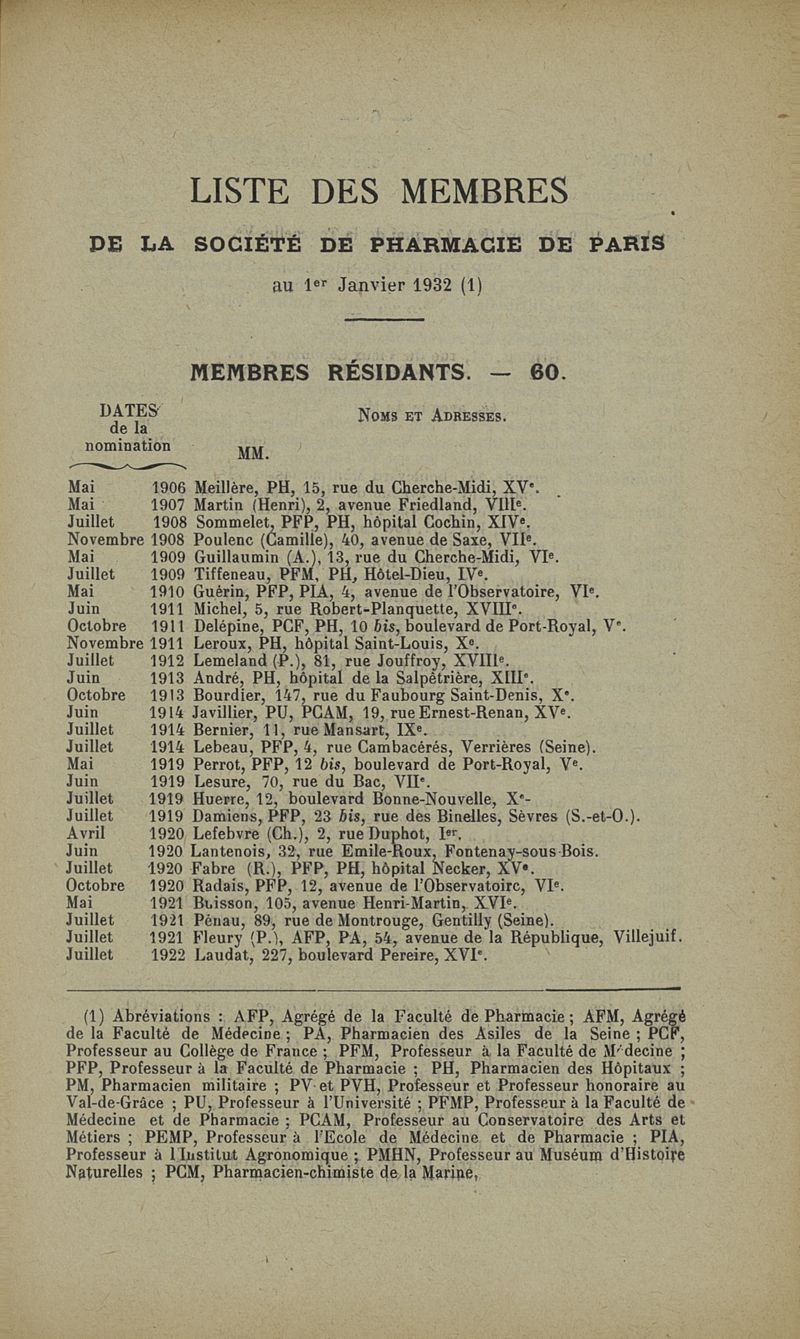 LISTE DES MEMBRES
DE LA SOCIÉTÉ DE PHARMACIE DE PARIS
au 1er Janvier 1932 (1)
MEMBRES RÉSIDANTS. — 60.
DATES
de la
nomination
NOMS ET ADRESSES.
MM.
Mai 1906 Meillère, PH, 15, rue du Cherche-Midi, XVe.
Mai 1907 Martin (Henri), 2, avenue Friedland, VIIIe.
Juillet 1908 Sommelet, PFP, PH, hôpital Cochin, XIVe.
Novembre 1908 Poulenc (Camille), 40, avenue de Saxe, VIIe.
Mai 1909 Guillaumin (A.), 13, rue du Cherche-Midi, VIe.
Juillet 1909 Tiffeneau, PFM, PH, Hôtel-Dieu, IVe.
Mai 1910 Guérin, PFP, PIA, 4, avenue de l'Observatoire, VIe.
Juin 1911 Michel, 5, rue Robert-Planquette, XVIIIe.
Octobre 1911 Delépine, PCF, PH, 10 bis, boulevard de Port-Royal, Ve.
Novembre 1911 Leroux, PH, hôpital Saint-Louis, Xe.
Juillet 1912 Lemeland (P.), 81, rue Jouffroy, XVIIIe.
Juin 1913 André, PH, hôpital de la Salpêtrière, XIIIe.
Octobre 1913 Bourdier, 147, rue du Faubourg Saint-Denis, Xe.
Juin 1914 Javillier, PU, PCAM, 19, rue Ernest-Renan, XVe.
Juillet 1914 Bernier, 11, rue Mansart, IXe.
Juillet 1914 Lebeau, PFP, 4, rue Cambacérés, Verrières (Seine).
Mai 1919 Perrot, PFP, 12 bis, boulevard de Port-Royal, Ve.
Juin 1919 Lesure, 70, rue du Bac, VIIe.
Juillet 1919 Huerre, 12, boulevard Bonne-Nouvelle, Xe-
Juillet 1919 Damiens, PFP, 23 bis, rue des Binelles, Sèvres (S.-et-O.).
Avril 1920 Lefebvre (Ch.), 2, rue Duphot, Ier.
Juin 1920 Lantenois, 32, rue Emile-Roux, Fontenay-sous Bois.
Juillet 1920 Fabre (R.), PFP, PH, hôpital Necker, XVe.
Octobre 1920 Radais, PFP, 12, avenue de l'Observatoire, VIe.
Mai 1921 Buisson, 105, avenue Henri-Martin, XVIe.
Juillet 1921 Pénau, 89, rue de Montrouge, Gentilly (Seine).
Juillet 1921 Fleury (P.), AFP, PA, 54, avenue de la République, Villejuif.
Juillet 1922 Laudat, 227, boulevard Pereire, XVIe.
(1) Abréviations : AFP, Agrégé de la Faculté de Pharmacie ; AFM, Agrégé
de la Faculté de Médecine ; PA, Pharmacien des Asiles de la Seine ; PCF,
Professeur au Collège de France ; PFM, Professeur à la Faculté de Médecine ;
PFP, Professeur à la Faculté de Pharmacie ; PH, Pharmacien des Hôpitaux ;
PM, Pharmacien militaire ; PV et PVH, Professeur et Professeur honoraire au
Val-de-Grâce ; PU, Professeur à l'Université ; PFMP, Professeur à la Faculté de
Médecine et de Pharmacie ; PCAM, Professeur au Conservatoire des Arts et
Métiers ; PEMP, Professeur à l'Ecole de Médecine et de Pharmacie ; PIA,
Professeur à l'Institut Agronomique ; PMHN, Professeur au Muséum d'Histoire
Naturelles ; PCM, Pharmacien-chimiste de la Marine,